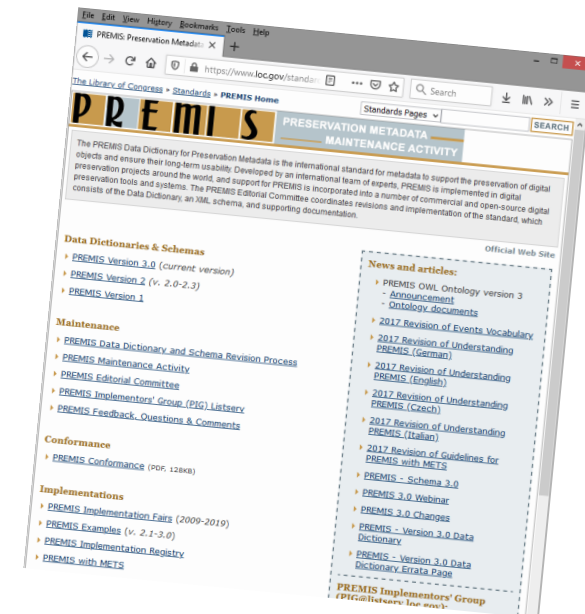 File Edit View History Bookmarks Tools Help
PREMIS: Preservation Metadata
https://www.loc.gov/standar
Search
The Library of Congress » Standards » PREMIS Home
Standards Pages
SEARCH
PREMIS
PRESERVATION METADATA
MAINTENANCE ACTIVITY
The PREMIS Data Dictionary for Preservation Metadata is the international standard for metadata to support the preservation of digital
objects and ensure their long-term usability. Developed by an international team of experts, PREMIS is implemented in digital
preservation projects around the world, and support for PREMIS is incorporated into a number of commercial and open-source digital
preservation tools and systems. The PREMIS Editorial Committee coordinates revisions and implementation of the standard, which
consists of the Data Dictionary, an XML schema, and supporting documentation.
Official Web Site
Data Dictionaries & Schemas
PREMIS Version 3.0 (current version)
PREMIS Version 2 (v. 2.0-2.3)
PREMIS Version 1
Maintenance
PREMIS Data Dictionary and Schema Revision Process
PREMIS Maintenance Activity
PREMIS Editorial Committee
PREMIS Implementors' Group (PIG) Listserv
PREMIS Feedback, Questions & Comments
Conformance
PREMIS Conformance (PDF, 128KB)
Implementations
PREMIS Implementation Fairs (2009-2019)
PREMIS Examples (v. 2.1-3.0)
PREMIS Implementation Registry
PREMIS with METS
News and articles:
PREMIS OWL Ontology version 3
- Announcement
- Ontology documents
2017 Revision of Events Vocabulary
2017 Revision of Understanding
PREMIS (German)
2017 Revision of Understanding
PREMIS (English)
2017 Revision of Understanding
PREMIS (Czech)
2017 Revision of Understanding
PREMIS (Italian)
2017 Revision of Guidelines for
PREMIS with METS
PREMIS - Schema 3.0
PREMIS 3.0 Webinar
PREMIS 3.0 Changes
PREMIS - Version 3.0 Data
Dictionary
PREMIS - Version 3.0 Data
Dictionary Errata Page
PREMIS Implementors' Group
(PIG@listserv.loc.gov):